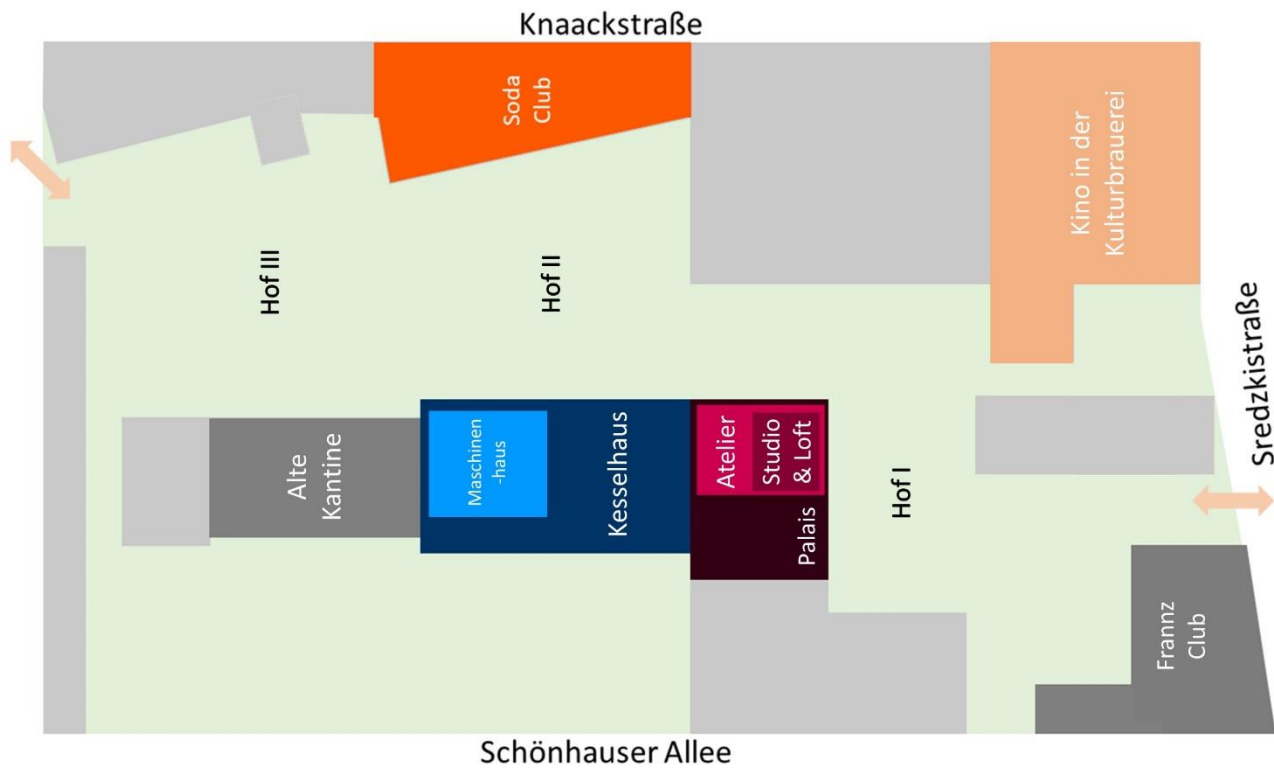 Knaackstraße
Soda
Club
Kino in der
Kulturbrauerei
Hof III
Hof II
Sredzkistraße
Alte
Kantine
Maschinen
-haus
Kesselhaus
Atelier
Studio
& Loft
Palais
Hof I
Frannz
Club
Schönhauser Allee